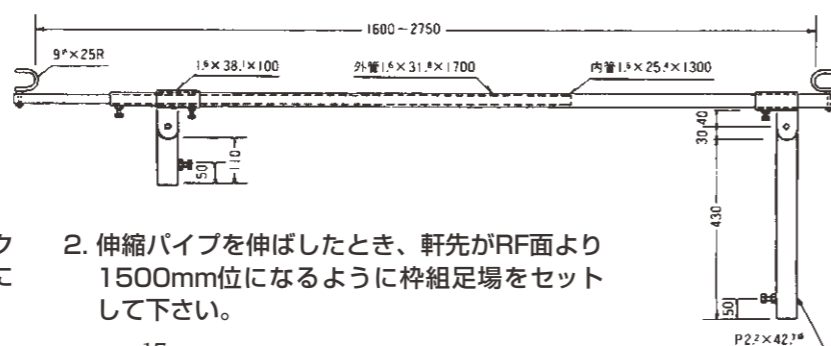 1600~2750
9ᵠ×25R
1.6×38.1×100
外管1.6×31.8×1700
内管1.6×25.4×1300
110
50
30 40
430
50
P2.2×42.7ᵠ
ク
に
2. 伸縮パイプを伸ばしたとき、軒先がRF面より
1500mm位になるように枠組足場をセット
して下さい。